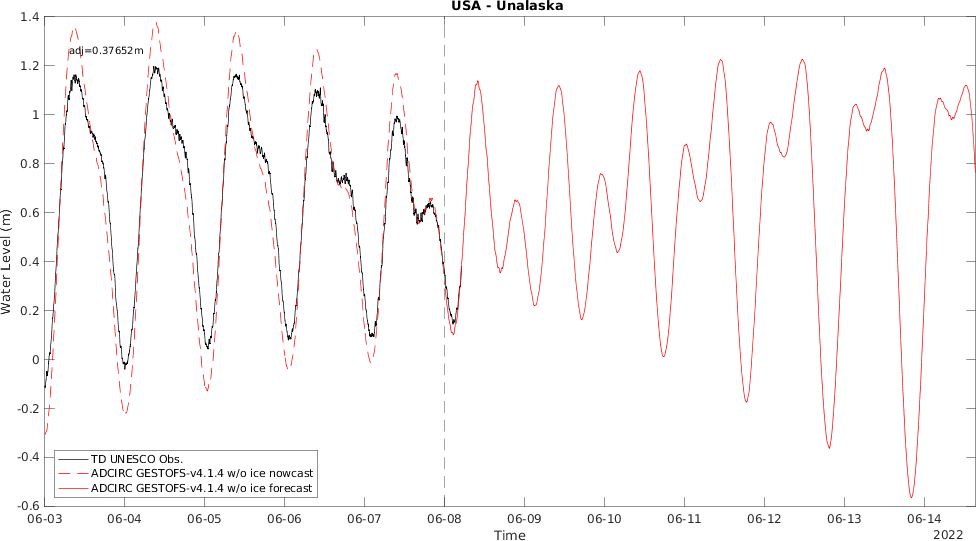 USA - Unalaska
1.4
1.2
1
0.8
0.6
0.4
0.2
0
-0.2
-0.4
-0.6
Water Level (m)
adj=0.37652m
TD UNESCO Obs.
ADCIRC GESTOFS-v4.1.4 w/o ice nowcast
ADCIRC GESTOFS-v4.1.4 w/o ice forecast
06-03 06-04 06-05 06-06 06-07 06-08 06-09 06-10 06-11 06-12 06-13 06-14
Time
2022